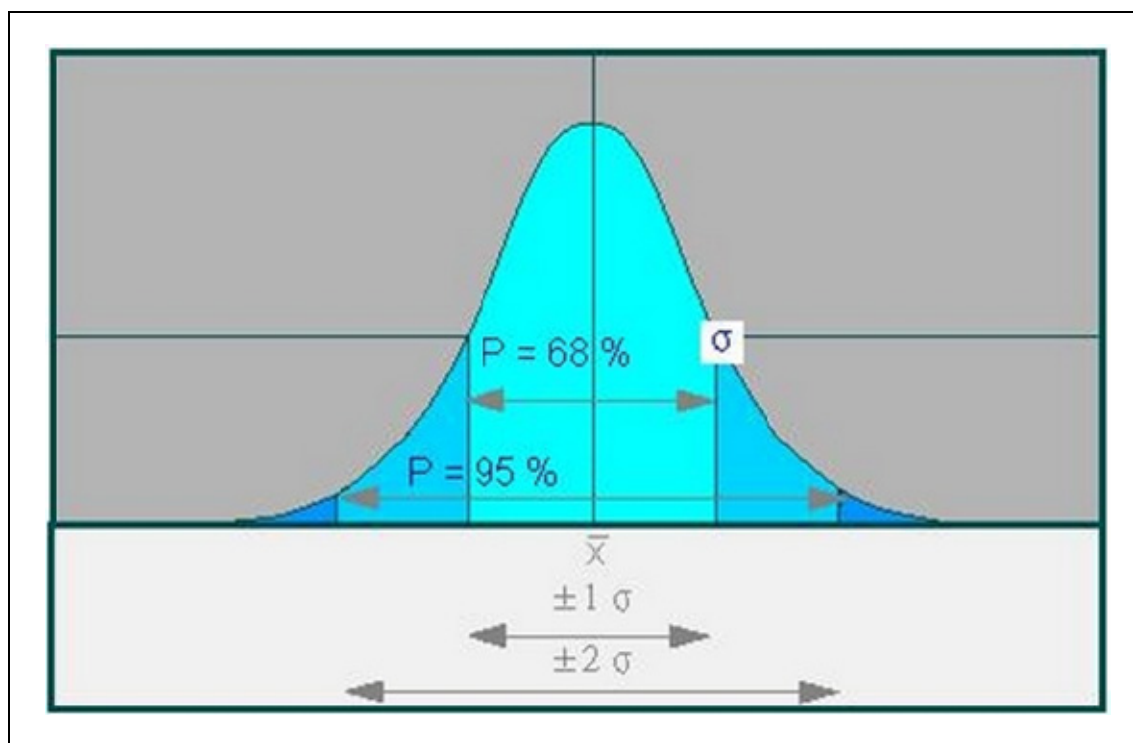 σ
P = 68 %
P = 95 %
x̄
±1 σ
±2 σ